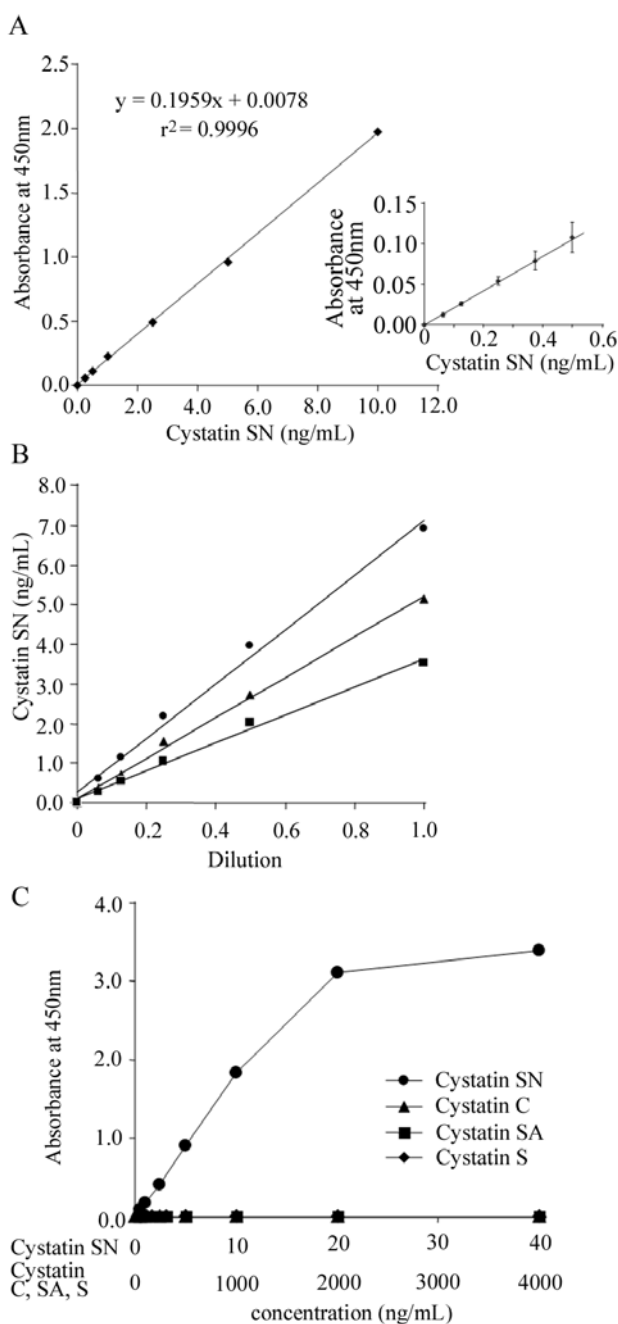 A
Absorbance at 450nm
2.5
2.0
1.5
1.0
0.5
0.0
y = 0.1959x + 0.0078
r² = 0.9996
0.0 2.0 4.0 6.0 8.0 10.0 12.0
Cystatin SN (ng/mL)
Absorbance
at 450nm
0.15
0.10
0.05
0.00
0 0.2 0.4 0.6
Cystatin SN (ng/mL)
B
Cystatin SN (ng/mL)
8.0
7.0
6.0
5.0
4.0
3.0
2.0
1.0
0.0
0 0.2 0.4 0.6 0.8 1.0
Dilution
C
Absorbance at 450nm
4.0
3.0
2.0
1.0
0.0
Cystatin SN
Cystatin C
Cystatin SA
Cystatin S
Cystatin SN 0 10 20 30 40
Cystatin
C, SA, S 0 1000 2000 3000 4000
concentration (ng/mL)